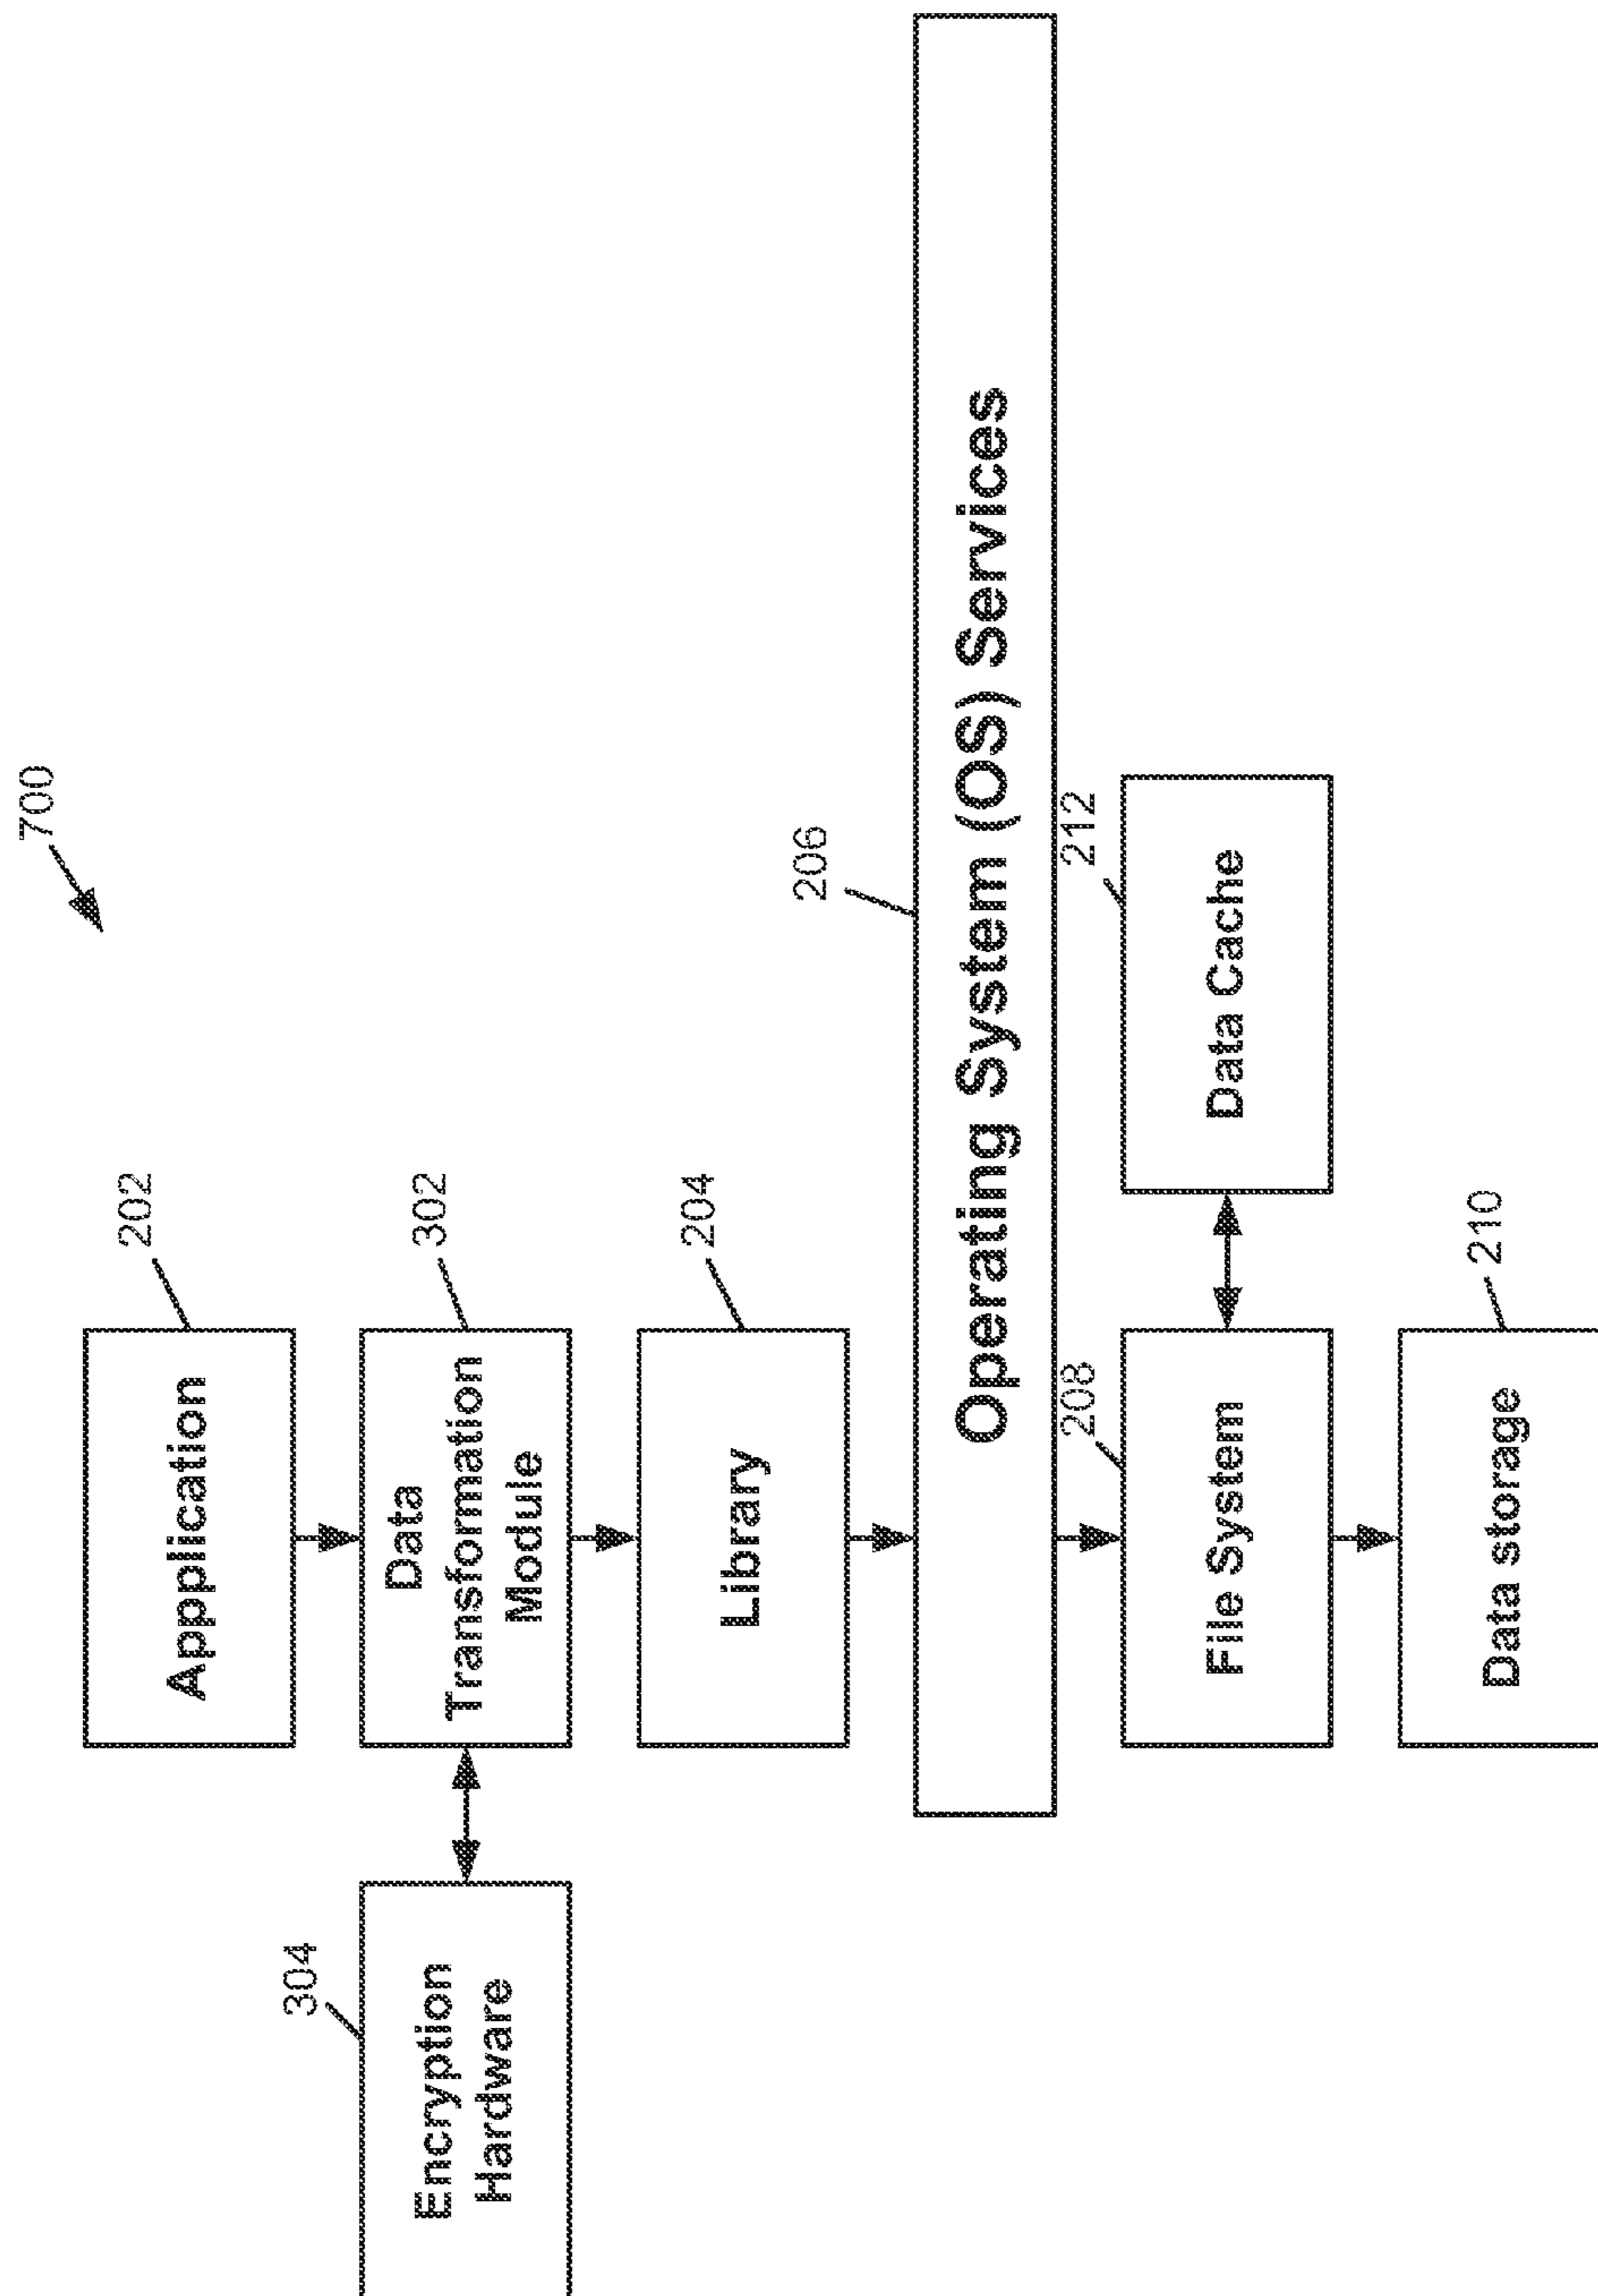 700
202
Application
302
Data
Transformation
Module
304
Encryption
Hardware
204
Library
206
Operating System (OS) Services
208
File System
212
Data Cache
210
Data storage